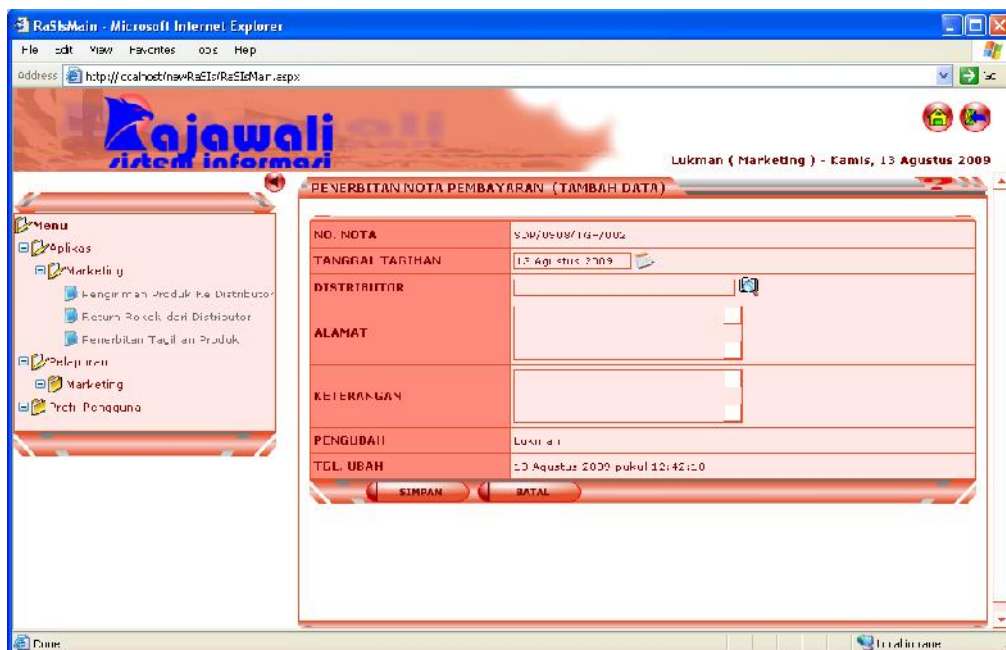 RaSIsMain - Microsoft Internet Explorer
File Edit View Favorites Tools Help
Address http://localhost/newRaSIs/RaSIsMain.aspx Go
Rajawali
sistem informasi
Lukman ( Marketing ) - Kamis, 13 Agustus 2009
Menu
Aplikasi
Marketing
Pengiriman Produk Ke Distributor
Return Rokok dari Distributor
Penerbitan Tagihan Produk
Pelaporan
Marketing
Profil Pengguna
PENERBITAN NOTA PEMBAYARAN (TAMBAH DATA)
NO. NOTA
TANGGAL TAGIHAN 13 Agustus 2009
DISTRIBUTOR
ALAMAT
KETERANGAN
PENGUBAH Lukman
TGL. UBAH 13 Agustus 2009 pukul 12:42:10
SIMPAN BATAL
Done Local intranet